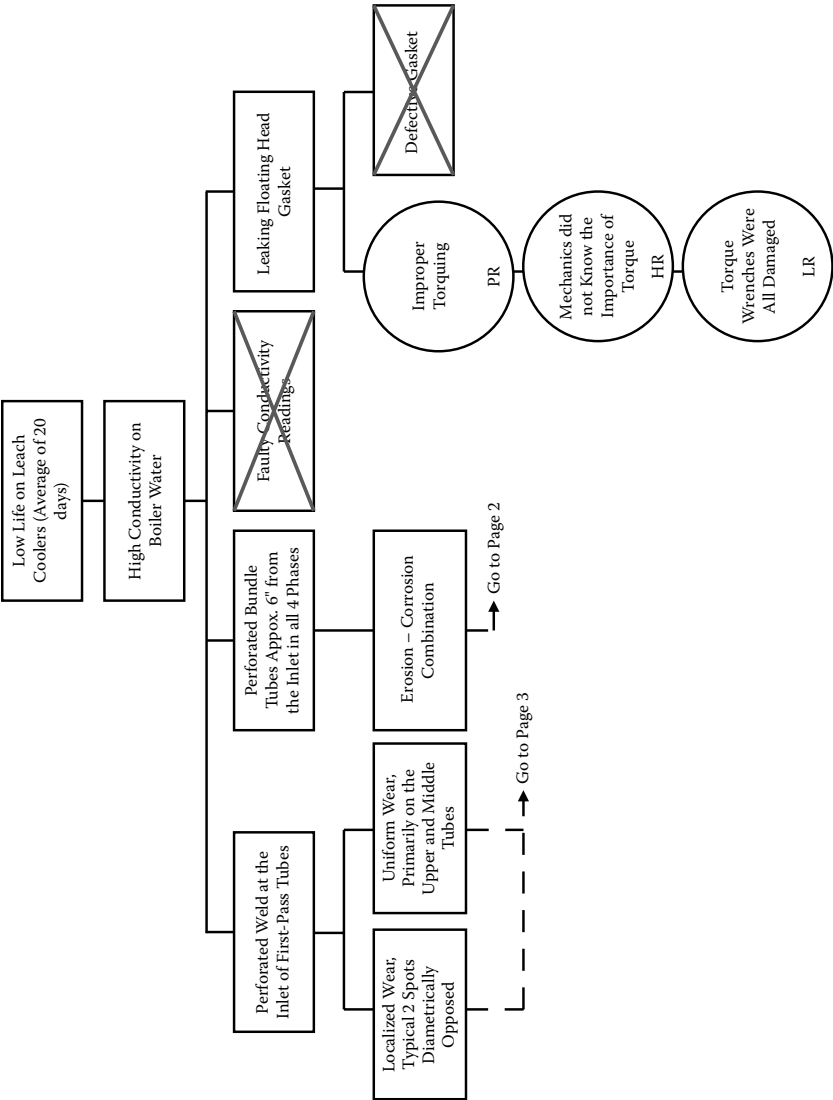 Low Life on Leach
Coolers (Average of 20
days)
High Conductivity on
Boiler Water
Perforated Weld at the
Inlet of First-Pass Tubes
Perforated Bundle
Tubes Appox. 6" from
the Inlet in all 4 Phases
Faulty Conductivity
Readings
Leaking Floating Head
Gasket
Localized Wear,
Typical 2 Spots
Diametrically
Opposed
Uniform Wear,
Primarily on the
Upper and Middle
Tubes
Erosion – Corrosion
Combination
Improper
Torquing
PR
Defective Gasket
Go to Page 3
Go to Page 2
Mechanics did
not Know the
Importance of
Torque
HR
Torque
Wrenches Were
All Damaged
LR